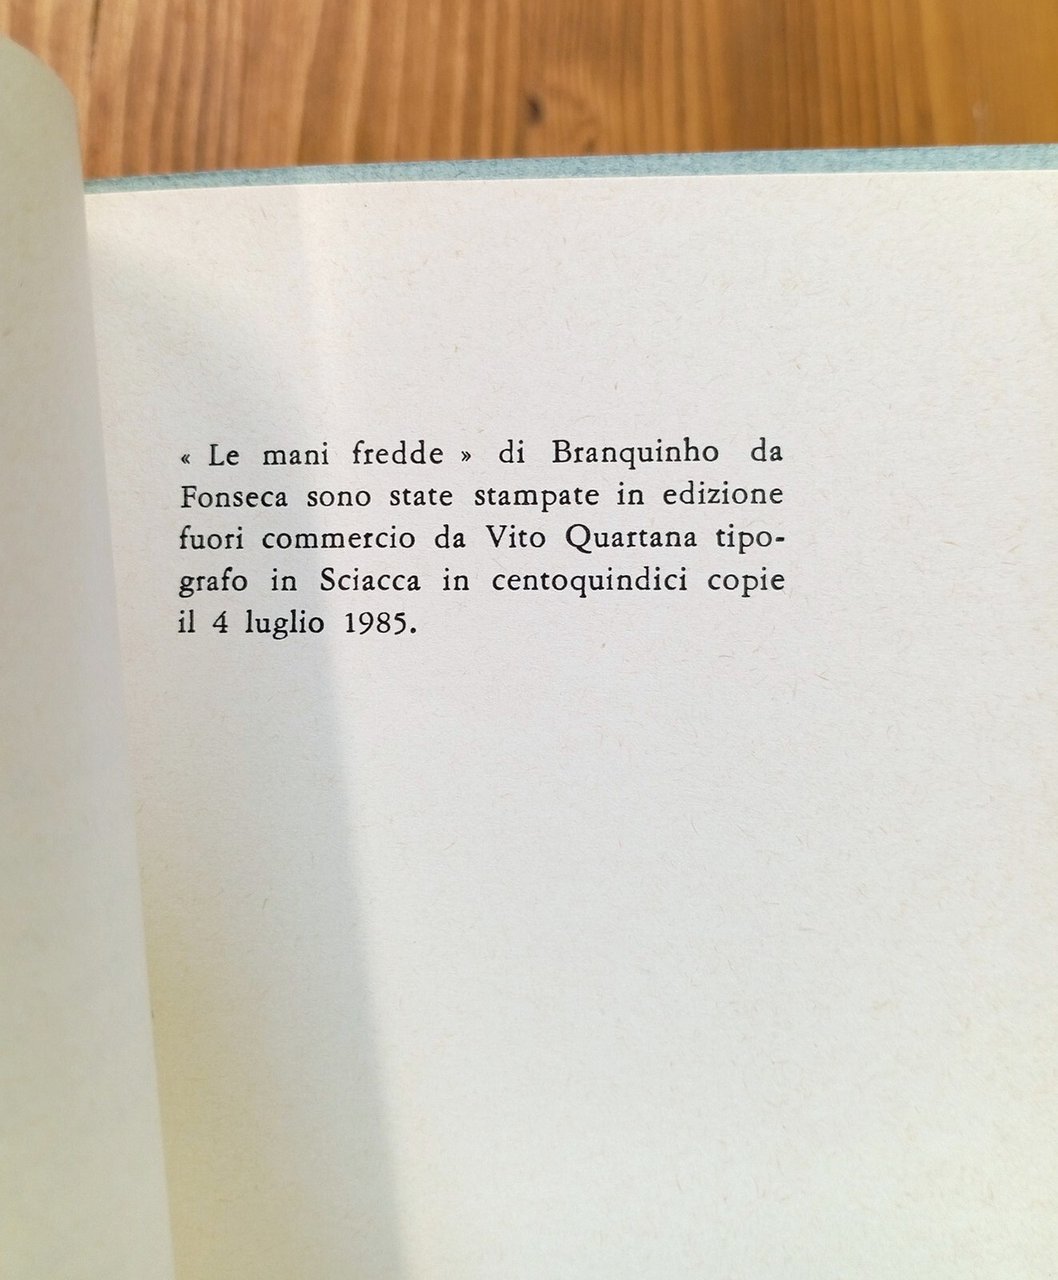 « Le mani fredde » di Branquinho da
Fonseca sono state stampate in edizione
fuori commercio da Vito Quartana tipo-
grafo in Sciacca in centoquindici copie
il 4 luglio 1985.